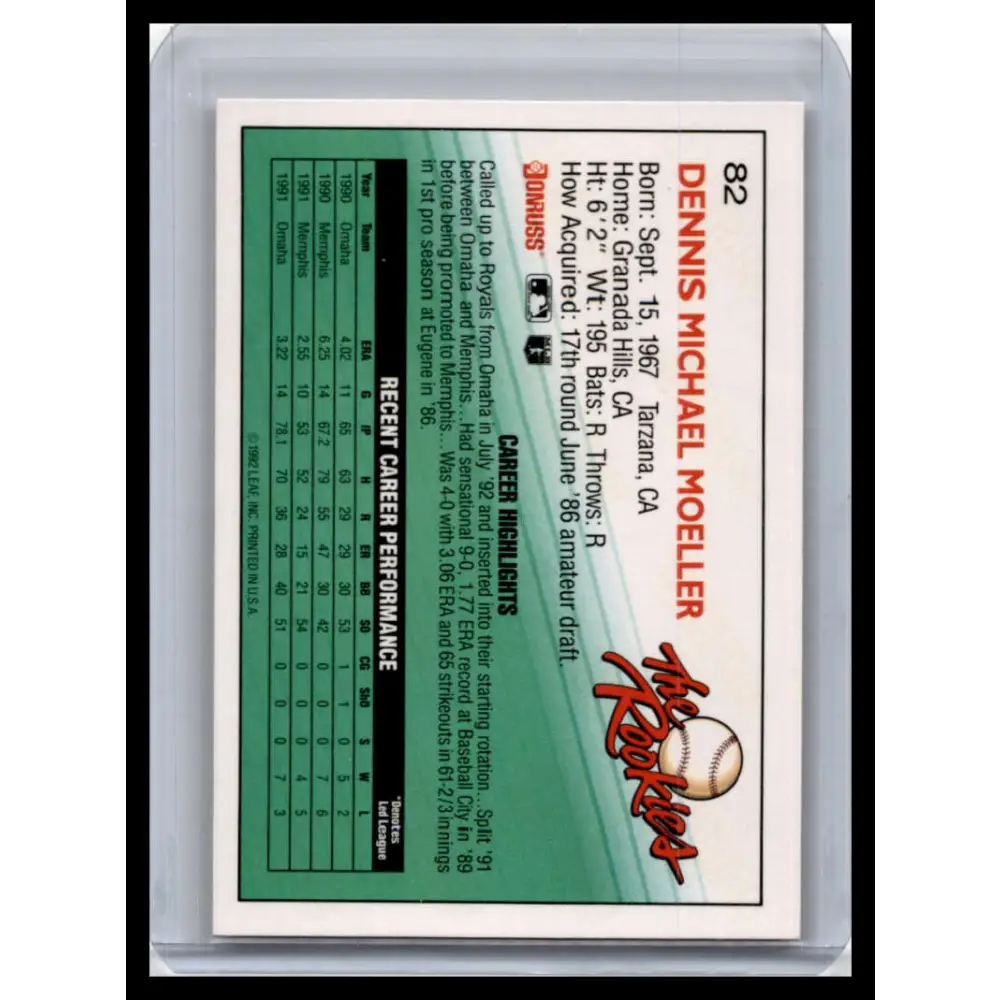 82
DENNIS MICHAEL MOELLER
The Rookies
Born: Sept. 15, 1967 Tarzana, CA
Home: Granada Hills, CA
Ht: 6'2" Wt: 195 Bats: R Throws: R
How Acquired: 17th round June '86 amateur draft.
DONRUSS
CAREER HIGHLIGHTS
Called up to Royals from Omaha in July '92 and inserted into their starting rotation...Split '91
between Omaha and Memphis...Had sensational 9-0, 1.77 ERA record at Baseball City in '89
before being promoted to Memphis...Was 4-0 with 3.06 ERA and 65 strikeouts in 61-2/3 innings
in 1st pro season at Eugene in '86.
RECENT CAREER PERFORMANCE
*Denotes
Led League
Year Team ERA G IP H R ER BB SO CG ShO S W L
1990 Omaha 4.02 11 65 63 29 29 30 53 1 1 0 5 2
1990 Memphis 6.25 14 67.2 79 55 47 30 42 0 0 0 7 6
1991 Memphis 2.55 10 53 52 24 15 21 54 0 0 0 4 5
1991 Omaha 3.22 14 78.1 70 36 28 40 51 0 0 0 7 3
©1992 LEAF, INC. PRINTED IN U.S.A.